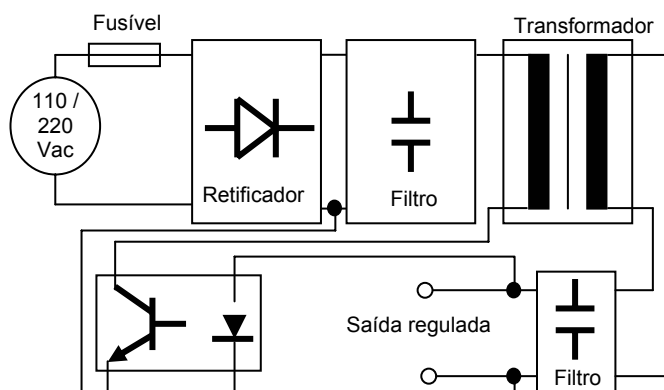 Fusível
Transformador
110 /
220
Vac
Retificador
Filtro
Saída regulada
Filtro